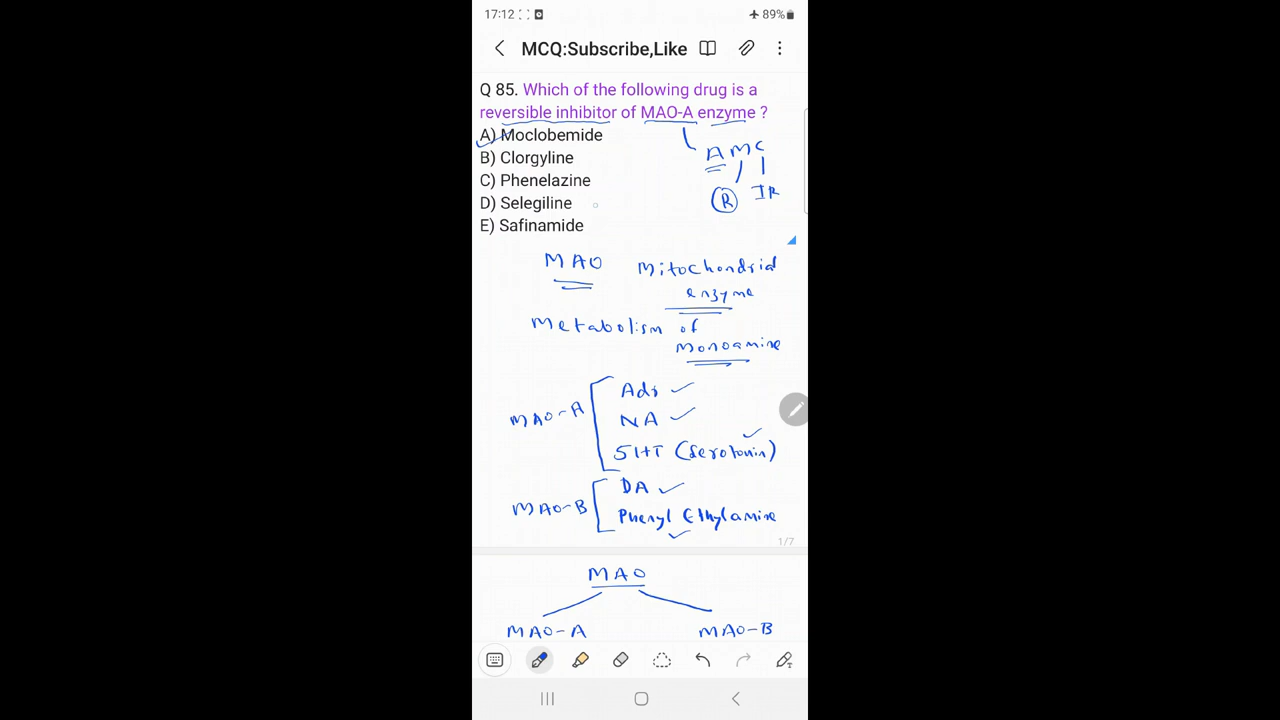 17:12 89%
MCQ:Subscribe,Like
Q 85. Which of the following drug is a
reversible inhibitor of MAO-A enzyme ?
A) Moclobemide
B) Clorgyline
C) Phenelazine
D) Selegiline
E) Safinamide
A M C
R IR
MAO Mitochondrial
enzyme
Metabolism of
monoamine
MAO-A
Adr
NA
5HT (Serotonin)
MAO-B
DA
Phenyl Ethylamine
1/7
MAO
MAO-A MAO-B